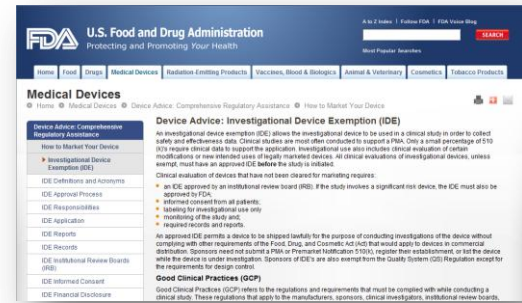 A to Z Index | Follow FDA | FDA Voice Blog
FDA U.S. Food and Drug Administration
Protecting and Promoting Your Health
SEARCH
Most Popular Searches
Home Food Drugs Medical Devices Radiation-Emitting Products Vaccines, Blood & Biologics Animal & Veterinary Cosmetics Tobacco Products
Medical Devices
Home Medical Devices Device Advice: Comprehensive Regulatory Assistance How to Market Your Device
Device Advice: Comprehensive
Regulatory Assistance
How to Market Your Device
Investigational Device
Exemption (IDE)
IDE Definitions and Acronyms
IDE Approval Process
IDE Responsibilities
IDE Application
IDE Reports
IDE Records
IDE Institutional Review Boards
(IRB)
IDE Informed Consent
IDE Financial Disclosure
Device Advice: Investigational Device Exemption (IDE)
An investigational device exemption (IDE) allows the investigational device to be used in a clinical study in order to collect
safety and effectiveness data. Clinical studies are most often conducted to support a PMA. Only a small percentage of 510
(k)'s require clinical data to support the application. Investigational use also includes clinical evaluation of certain
modifications or new intended uses of legally marketed devices. All clinical evaluations of investigational devices, unless
exempt, must have an approved IDE before the study is initiated.
Clinical evaluation of devices that have not been cleared for marketing requires:
an IDE approved by an institutional review board (IRB). If the study involves a significant risk device, the IDE must also be
approved by FDA;
informed consent from all patients;
labeling for investigational use only
monitoring of the study and;
required records and reports.
An approved IDE permits a device to be shipped lawfully for the purpose of conducting investigations of the device without
complying with other requirements of the Food, Drug, and Cosmetic Act (Act) that would apply to devices in commercial
distribution. Sponsors need not submit a PMA or Premarket Notification 510(k), register their establishment, or list the device
while the device is under investigation. Sponsors of IDE's are also exempt from the Quality System (QS) Regulation except for
the requirements for design control.
Good Clinical Practices (GCP)
Good Clinical Practices (GCP) refers to the regulations and requirements that must be complied with while conducting a
clinical study. These regulations that apply to the manufacturers, sponsors, clinical investigators, institutional review boards,